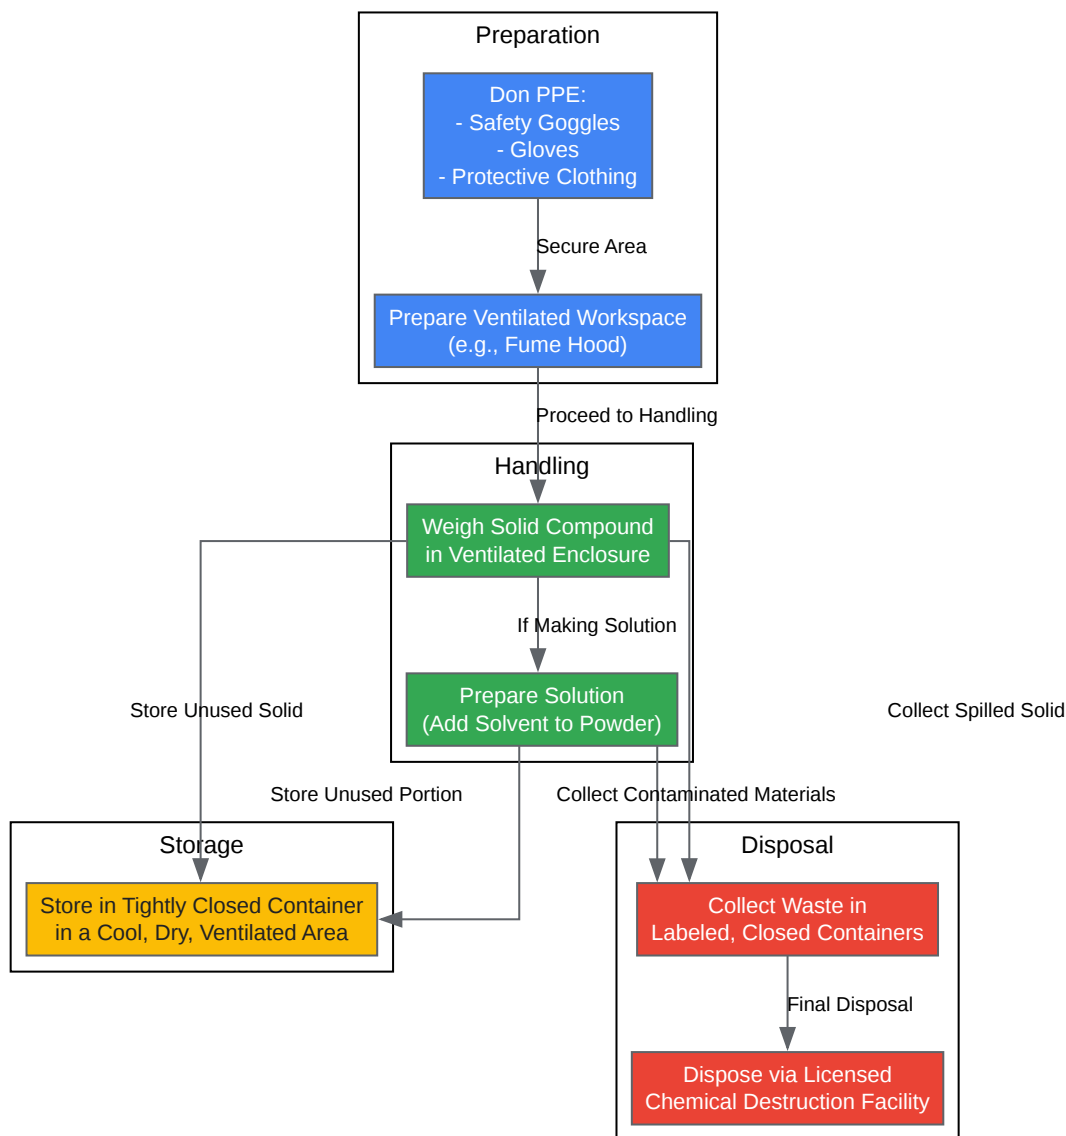 Preparation
Don PPE:
- Safety Goggles
- Gloves
- Protective Clothing
Secure Area
Prepare Ventilated Workspace
(e.g., Fume Hood)
Proceed to Handling
Handling
Weigh Solid Compound
in Ventilated Enclosure
If Making Solution
Prepare Solution
(Add Solvent to Powder)
Store Unused Solid
Collect Spilled Solid
Store Unused Portion
Collect Contaminated Materials
Storage
Store in Tightly Closed Container
in a Cool, Dry, Ventilated Area
Disposal
Collect Waste in
Labeled, Closed Containers
Final Disposal
Dispose via Licensed
Chemical Destruction Facility